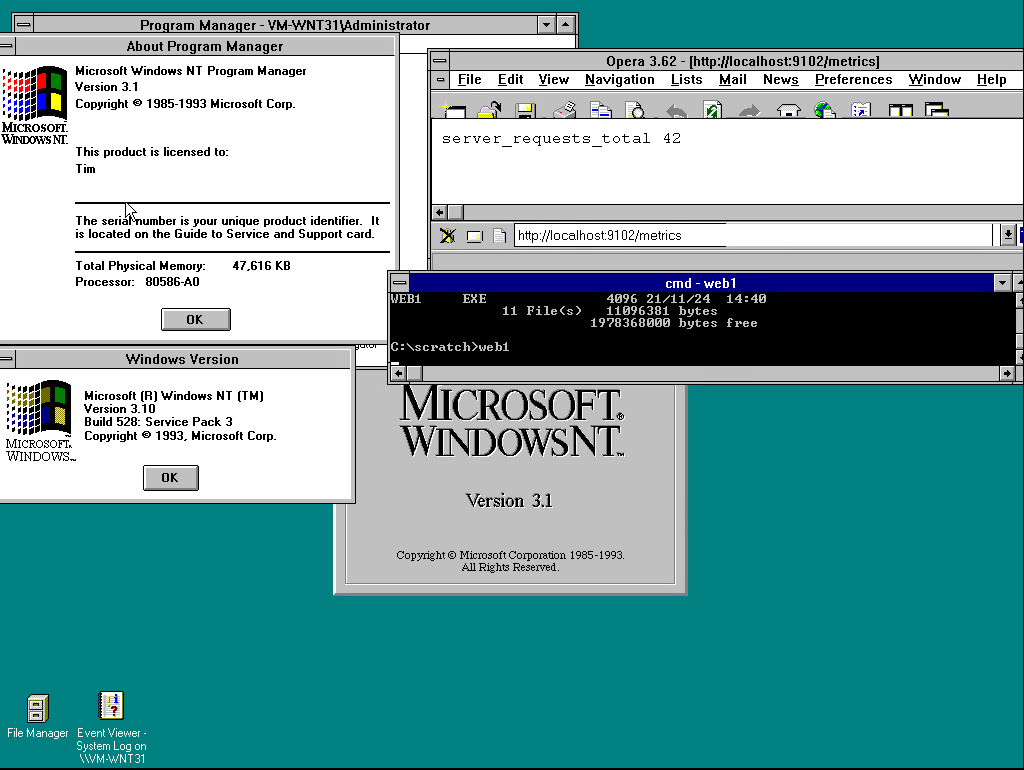 Program Manager - VM-WNT31\Administrator
About Program Manager
Microsoft Windows NT Program Manager
Version 3.1
Copyright © 1985-1993 Microsoft Corp.
MICROSOFT.
WINDOWS NT.
This product is licensed to:
Tim
The serial number is your unique product identifier. It
is located on the Guide to Service and Support card.
Total Physical Memory: 47,616 KB
Processor: 80586-A0
OK
Opera 3.62 - [http://localhost:9102/metrics]
File Edit View Navigation Lists Mail News Preferences Window Help
server_requests_total 42
http://localhost:9102/metrics
cmd - web1
WEB1 EXE 4096 21/11/24 14:40
11 File(s) 11096381 bytes
1978368000 bytes free
C:\scratch>web1
Windows Version
Microsoft (R) Windows NT (TM)
Version 3.10
Build 528: Service Pack 3
Copyright © 1993, Microsoft Corp.
MICROSOFT.
WINDOWS™
OK
MICROSOFT®
WINDOWS NT™
Version 3.1
Copyright © Microsoft Corporation 1985-1993.
All Rights Reserved.
File Manager
Event Viewer -
System Log on
\\VM-WNT31